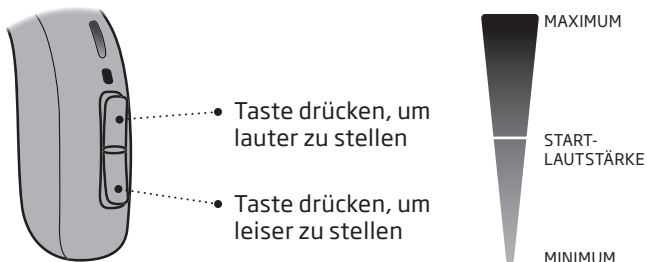 Taste drücken, um
lauter zu stellen
Taste drücken, um
leiser zu stellen
MAXIMUM
START-
LAUTSTÄRKE
MINIMUM